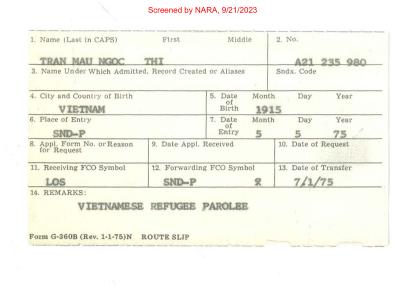 Screened by NARA, 9/21/2023
1. Name (Last in CAPS) First Middle 2. No.
TRAN MAU NGOC THI A21 235 980
3. Name Under Which Admitted, Record Created or Aliases Sndx. Code
4. City and Country of Birth 5. Date of Birth Month Day Year
VIETNAM 1915
6. Place of Entry 7. Date of Entry Month Day Year
SND-P 5 5 75
8. Appl. Form No. or Reason for Request 9. Date Appl. Received 10. Date of Request
11. Receiving FCO Symbol 12. Forwarding FCO Symbol 13. Date of Transfer
LOS SND-P 7/1/75
14. REMARKS:
VIETNAMESE REFUGEE PAROLEE
Form G-360B (Rev. 1-1-75)N ROUTE SLIP